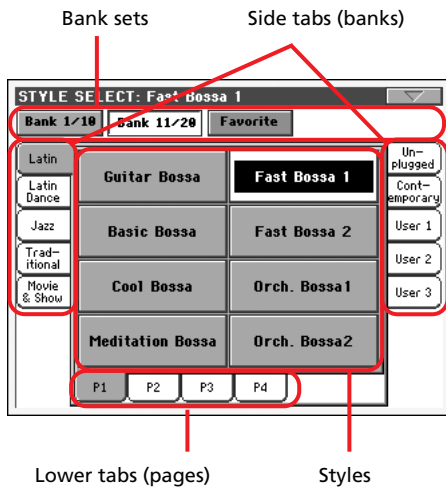 Bank sets
Side tabs (banks)
STYLE SELECT: Fast Bossa 1
Bank 1/10
Bank 11/20
Favorite
Latin
Latin
Dance
Jazz
Trad-
itional
Movie
& Show
Guitar Bossa
Fast Bossa 1
Basic Bossa
Fast Bossa 2
Cool Bossa
Orch. Bossa1
Meditation Bossa
Orch. Bossa2
Un-
plugged
Cont-
emporary
User 1
User 2
User 3
P1
P2
P3
P4
Lower tabs (pages)
Styles